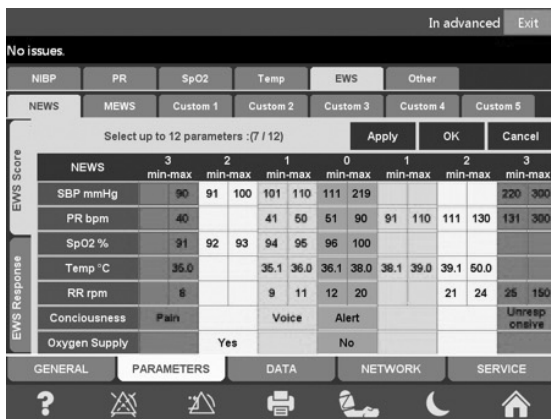 In advanced Exit
No issues.
NIBP PR SpO2 Temp EWS Other
NEWS MEWS Custom 1 Custom 2 Custom 3 Custom 4 Custom 5
Select up to 12 parameters :(7 / 12) Apply OK Cancel
EWS Score
EWS Response
NEWS 3 2 1 0 1 2 3
min-max min-max min-max min-max min-max min-max min-max
SBP mmHg 90 91 100 101 110 111 219 220 300
PR bpm 40 41 50 51 90 91 110 111 130 131 300
SpO2 % 91 92 93 94 95 96 100
Temp °C 35.0 35.1 36.0 36.1 38.0 38.1 39.0 39.1 50.0
RR rpm 8 9 11 12 20 21 24 25 150
Conciousness Pain Voice Alert Unresp
onsive
Oxygen Supply Yes No
GENERAL PARAMETERS DATA NETWORK SERVICE
?